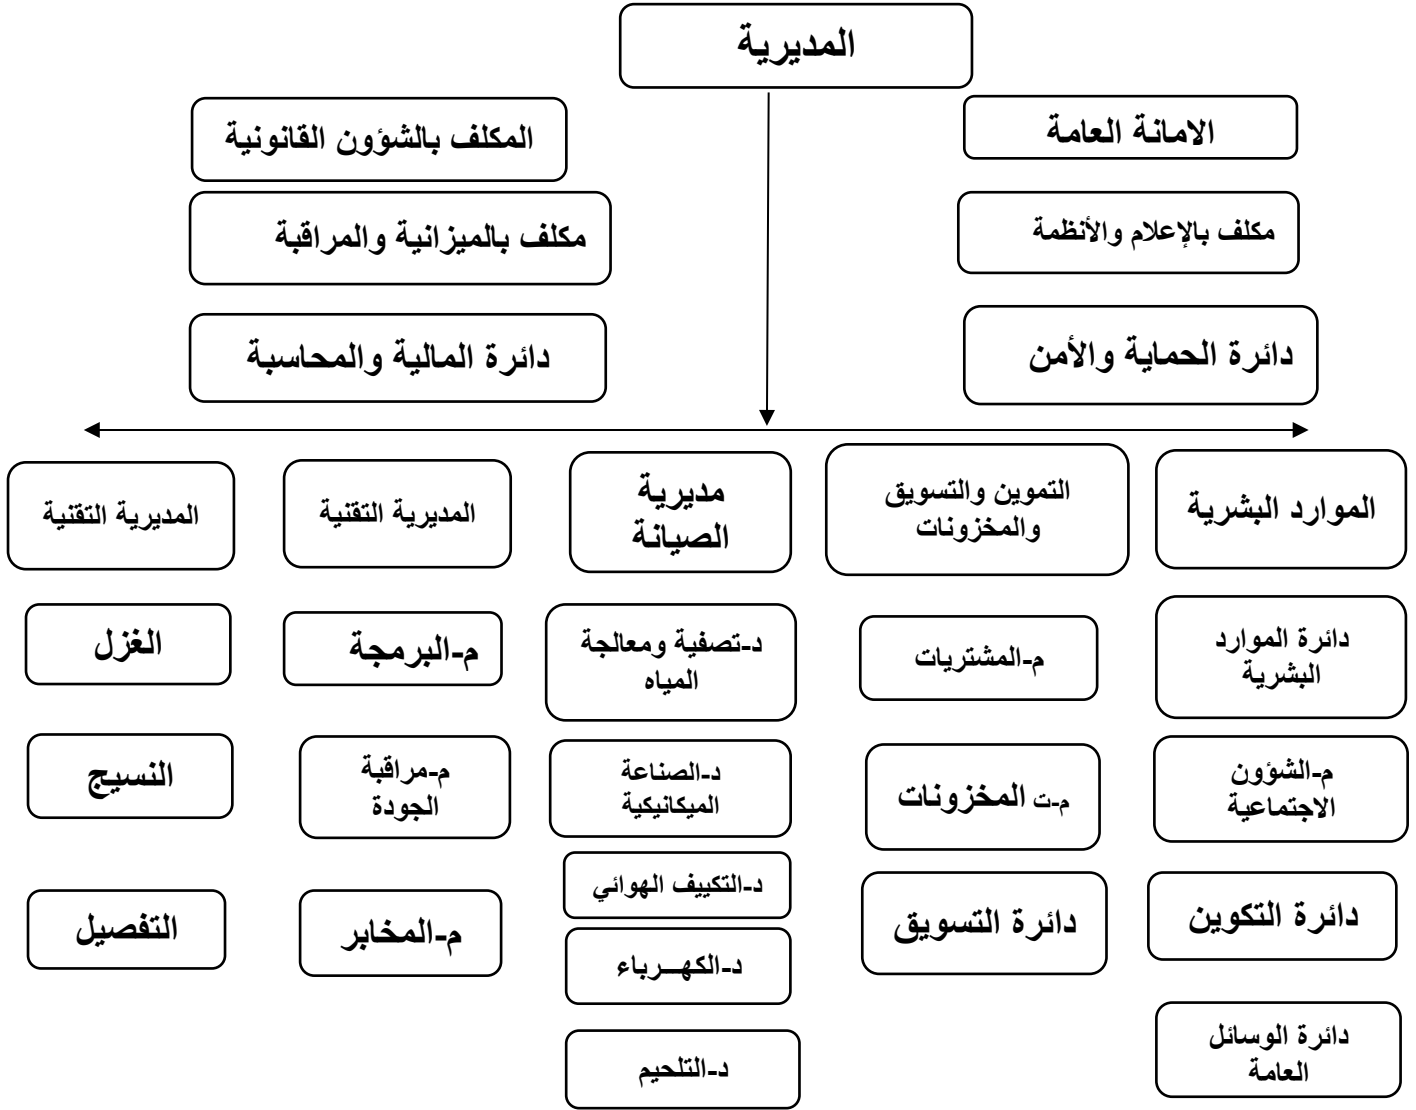 المديرية
الامانة العامة
المكلف بالشؤون القانونية
مكلف بالإعلام والأنظمة
مكلف بالميزانية والمراقبة
دائرة الحماية والأمن
دائرة المالية والمحاسبة
الموارد البشرية
التموين والتسويق
والمخزونات
مديرية
الصيانة
المديرية التقنية
المديرية التقنية
دائرة الموارد
البشرية
م-المشتريات
د-تصفية ومعالجة
المياه
م-البرمجة
الغزل
م-الشؤون
الاجتماعية
م-ت المخزونات
د-الصناعة
الميكانيكية
م-مراقبة
الجودة
النسيج
دائرة التكوين
دائرة التسويق
د-التكييف الهوائي
د-الكهـــرباء
م-المخابر
التفصيل
دائرة الوسائل
العامة
د-التلحيم